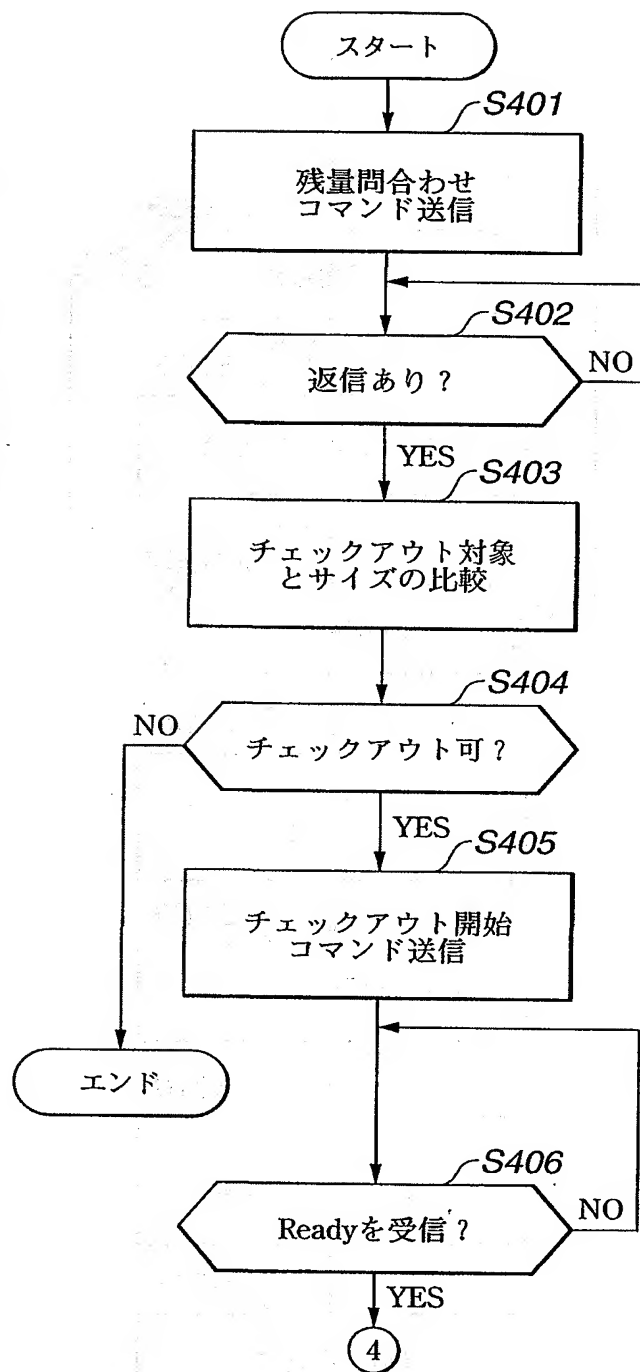 スタート
S401
残量問合わせ
コマンド送信
S402
返信あり？
NO
YES
S403
チェックアウト対象
とサイズの比較
S404
NO
チェックアウト可？
YES
S405
チェックアウト開始
コマンド送信
エンド
S406
Readyを受信？
NO
YES
4